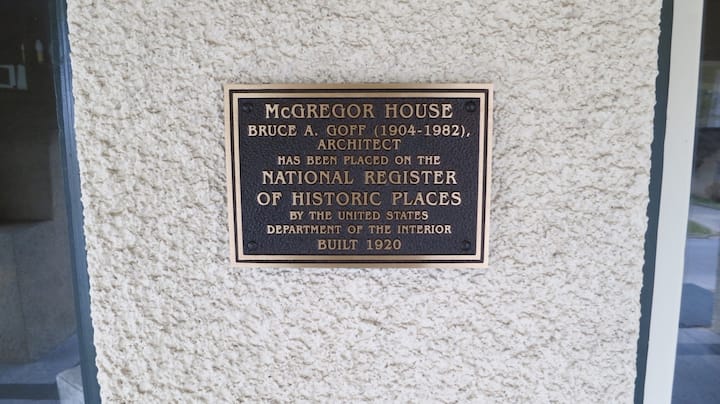 McGREGOR HOUSE
BRUCE A. GOFF (1904-1982),
ARCHITECT
HAS BEEN PLACED ON THE
NATIONAL REGISTER
OF HISTORIC PLACES
BY THE UNITED STATES
DEPARTMENT OF THE INTERIOR
BUILT 1920